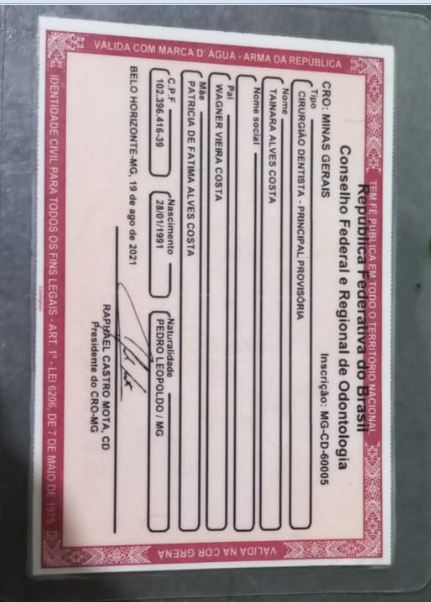 VÁLIDA COM MARCA D' ÁGUA - ARMA DA REPÚBLICA
TEM FÉ PÚBLICA EM TODO O TERRITÓRIO NACIONAL
República Federativa do Brasil
Conselho Federal e Regional de Odontologia
CRO: MINAS GERAIS Inscrição: MG-CD-60005
Tipo
CIRURGIÃO DENTISTA - PRINCIPAL PROVISÓRIA
Nome
TAINARA ALVES COSTA
Nome social
Pai
WAGNER VIEIRA COSTA
Mãe
PATRICIA DE FATIMA ALVES COSTA
C.P.F Nascimento Naturalidade
102.396.416-39 28/01/1991 PEDRO LEOPOLDO / MG
BELO HORIZONTE-MG, 19 de ago de 2021
RAPHAEL CASTRO MOTA, CD
Presidente do CRO-MG
IDENTIDADE CIVIL PARA TODOS OS FINS LEGAIS - ART 1º - LEI 6206, DE 7 DE MAIO DE 1975
VÁLIDA NA COR GRENÁ